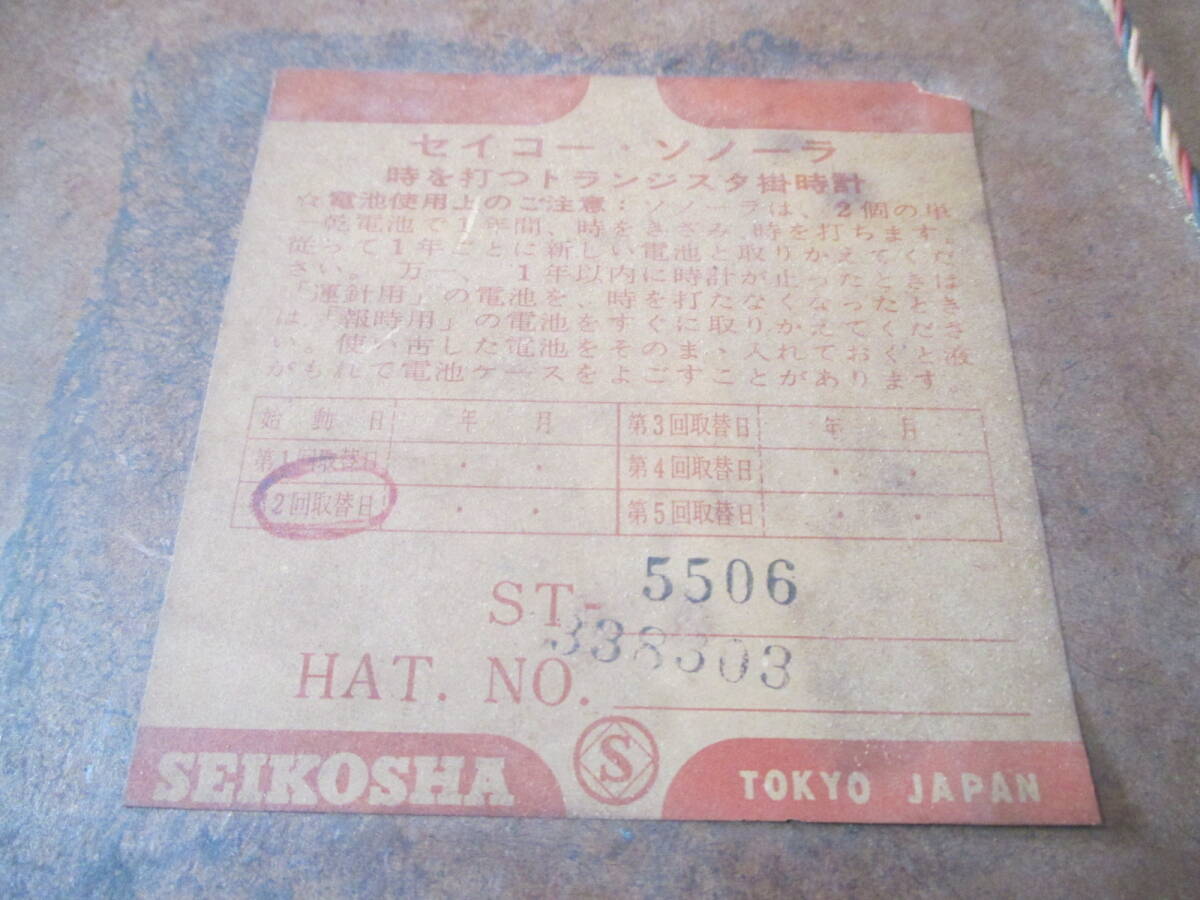 セイコー・ソノーラ
時を打つトランジスタ掛時計
☆電池使用上のご注意：ソノーラは、2個の単
一乾電池で1年間、時をきざみ、時を打ちます。
従って1年ごとに新しい電池と取りかえてくだ
さい。万一、1年以内に時計が止ったときは
「運針用」の電池を、時を打たなくなったとき
は「報時用」の電池をすぐに取りかえてくださ
い。使い古した電池をそのまゝ入れておくと液
がもれて電池ケースをよごすことがあります。
始動日 年 月 第3回取替日 年 月
第1回取替日 ・ ・ 第4回取替日 ・ ・
第2回取替日 ・ ・ 第5回取替日 ・ ・
ST-5506
HAT. NO. 338303
SEIKOSHA S TOKYO JAPAN